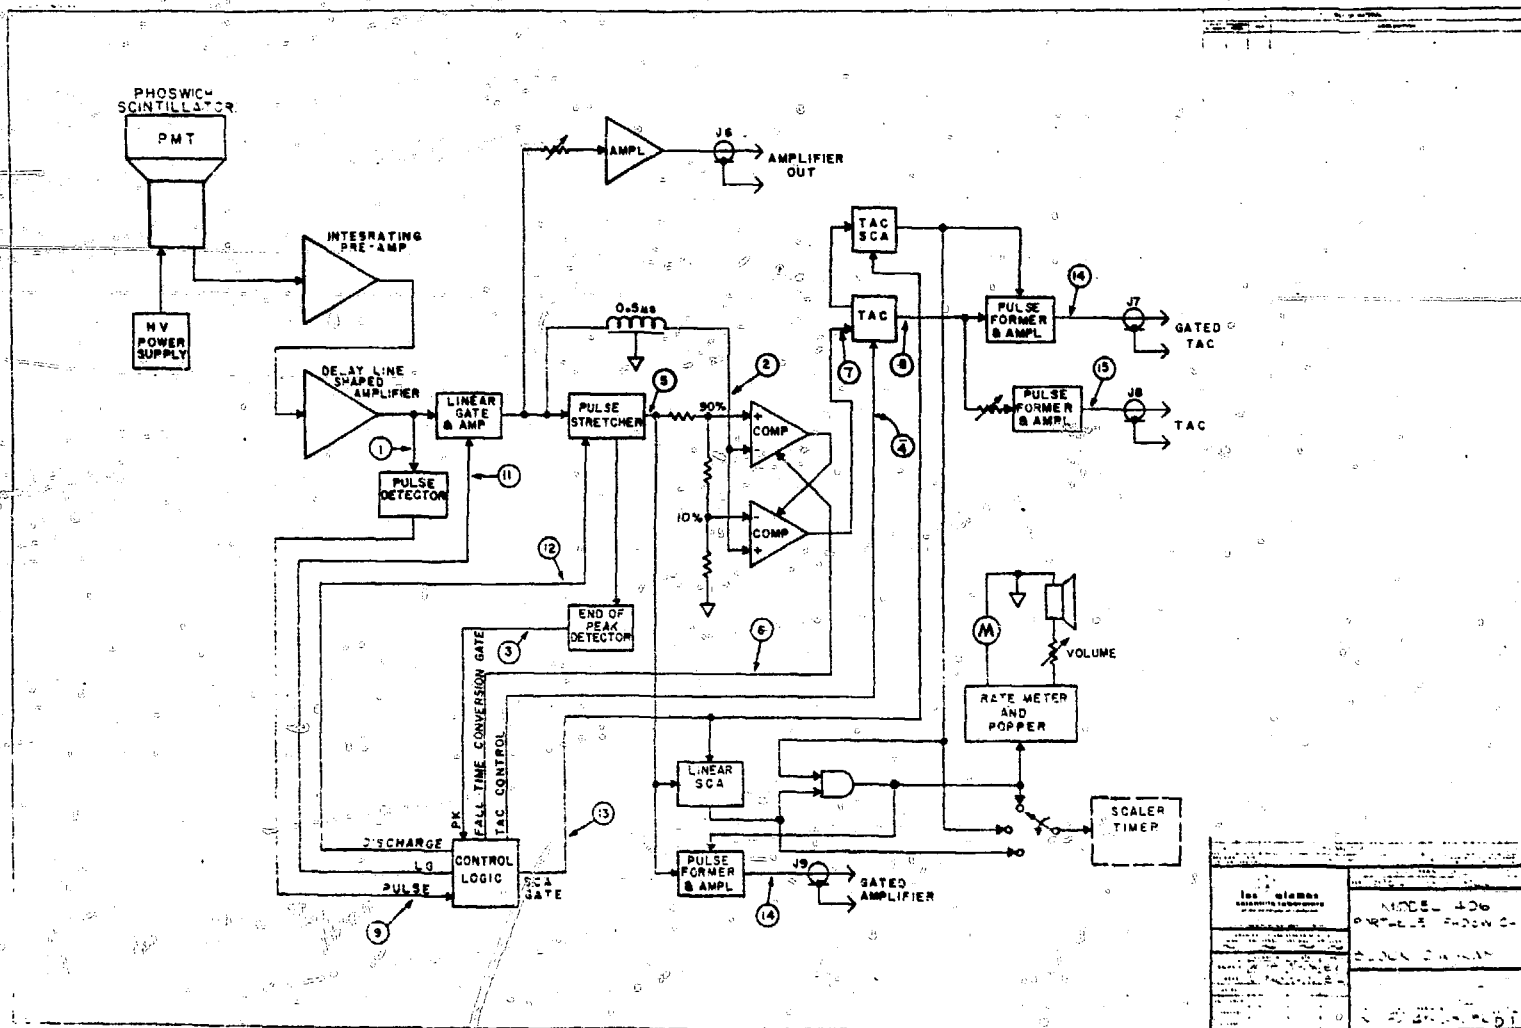 PHOSWICH
SCINTILLATOR
PMT
HV
POWER
SUPPLY
INTEGRATING
PRE-AMP
DELAY LINE
SHAPED
AMPLIFIER
1
LINEAR
GATE
& AMP
11
PULSE
DETECTOR
AMPL
J6
AMPLIFIER
OUT
0.5µs
PULSE
STRETCHER
5
2
90%
10%
+
-
COMP
-
COMP
+
12
END OF
PEAK
DETECTOR
3
6
TAC
SCA
TAC
7
8
4
PULSE
FORMER
& AMPL
14
J7
GATED
TAC
PULSE
FORMER
& AMPL
15
J8
TAC
M
VOLUME
RATE METER
AND
POPPER
SCALER
TIMER
LINEAR
SCA
PULSE
FORMER
& AMPL
14
J9
GATED
AMPLIFIER
PK
FALL TIME CONVERSION GATE
TAC CONTROL
DISCHARGE
LG
PULSE
9
CONTROL
LOGIC
SCA
GATE
13
los alamos
MODEL 406
BLOCK DIAGRAM